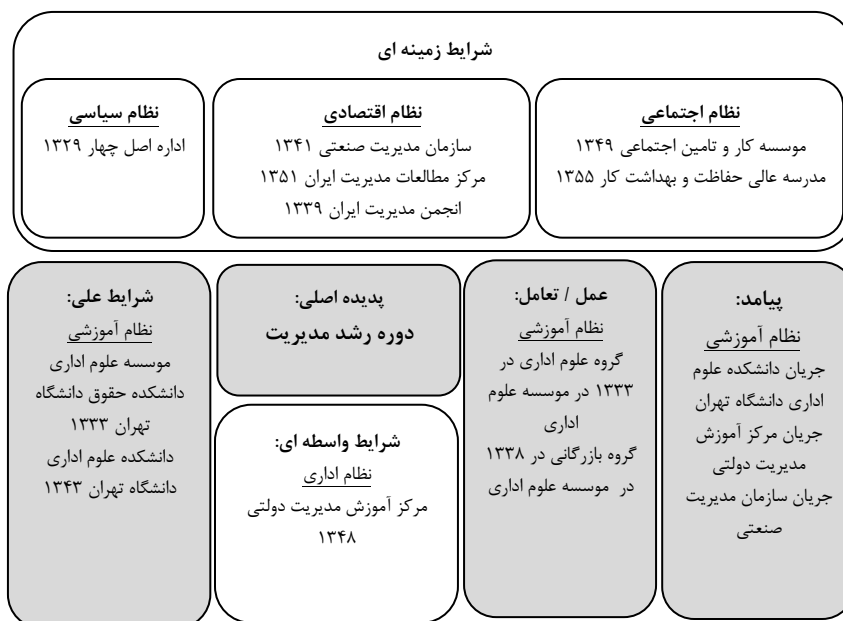 شرایط زمینه ای
نظام اجتماعی
موسسه کار و تامین اجتماعی ۱۳۴۹
مدرسه عالی حفاظت و بهداشت کار ۱۳۵۵
نظام اقتصادی
سازمان مدیریت صنعتی ۱۳۴۱
مرکز مطالعات مدیریت ایران ۱۳۵۱
انجمن مدیریت ایران ۱۳۳۹
نظام سیاسی
اداره اصل چهار ۱۳۲۹
پیامد:
نظام آموزشی
جریان دانشکده علوم
اداری دانشگاه تهران
جریان مرکز آموزش
مدیریت دولتی
جریان سازمان مدیریت
صنعتی
عمل / تعامل:
نظام آموزشی
گروه علوم اداری در
۱۳۳۳ در موسسه علوم
اداری
گروه بازرگانی در ۱۳۳۸
در موسسه علوم اداری
پدیده اصلی:
دوره رشد مدیریت
شرایط واسطه ای:
نظام اداری
مرکز آموزش مدیریت دولتی
۱۳۴۸
شرایط علی:
نظام آموزشی
موسسه علوم اداری
دانشکده حقوق دانشگاه
تهران ۱۳۳۳
دانشکده علوم اداری
دانشگاه تهران ۱۳۴۳